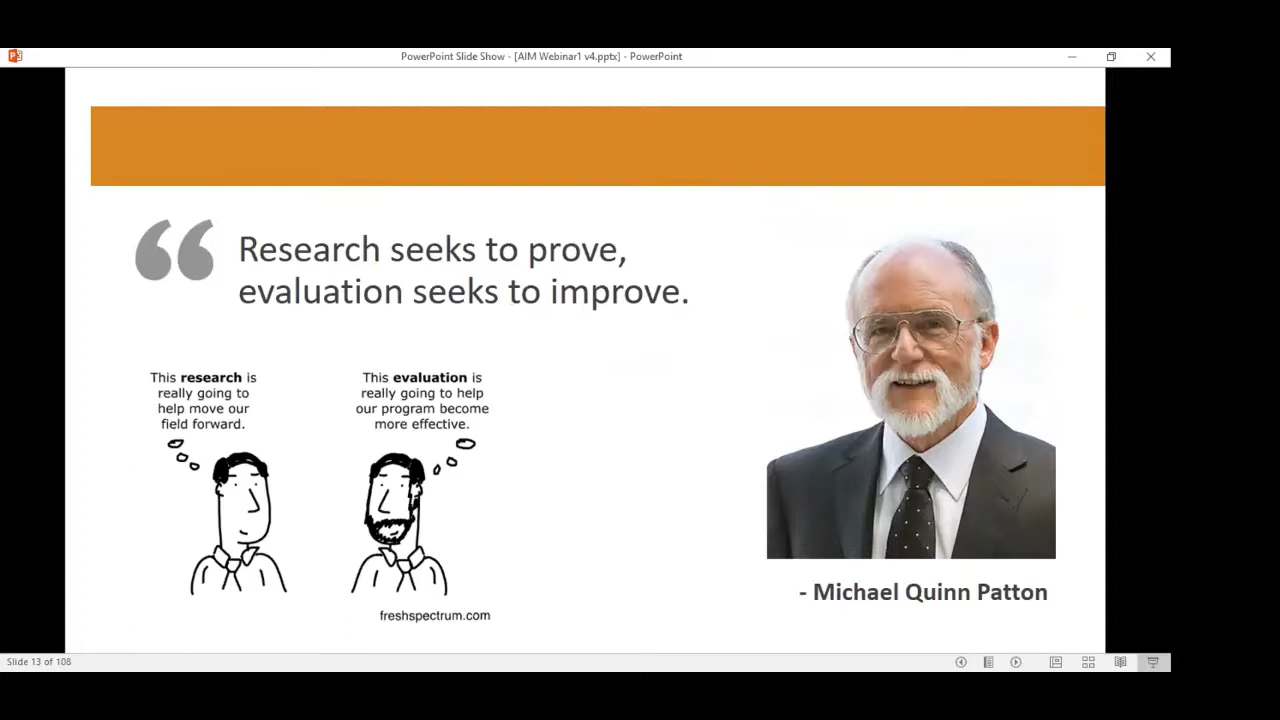 PowerPoint Slide Show - [AIM Webinar1 v4.pptx] - PowerPoint
Research seeks to prove,
evaluation seeks to improve.
This research is
really going to
help move our
field forward.
This evaluation is
really going to help
our program become
more effective.
freshspectrum.com
- Michael Quinn Patton
Slide 13 of 108